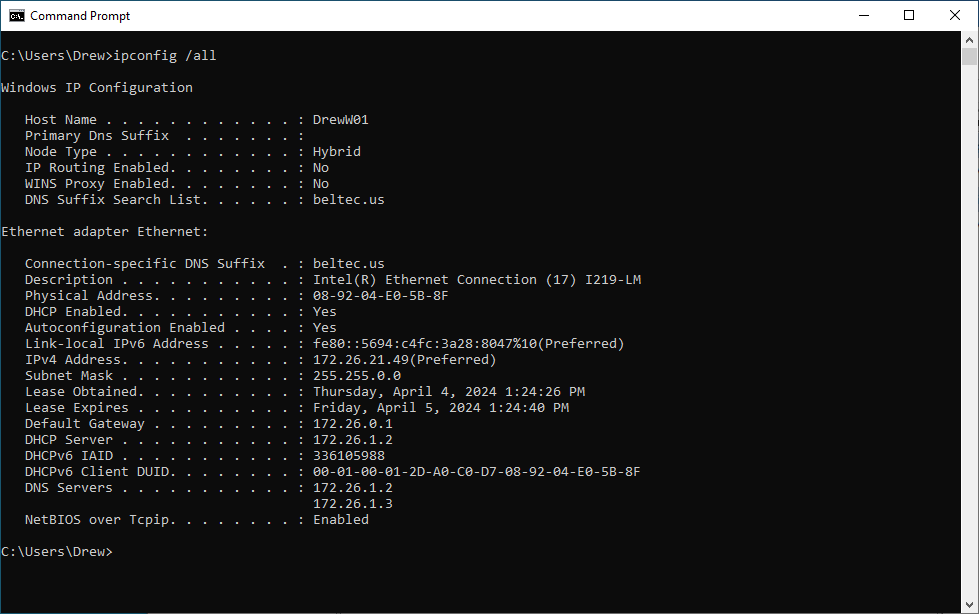 Command Prompt
C:\Users\Drew>ipconfig /all
Windows IP Configuration
Host Name . . . . . . . . . . . . : DrewW01
Primary Dns Suffix  . . . . . . . :
Node Type . . . . . . . . . . . . : Hybrid
IP Routing Enabled. . . . . . . . : No
WINS Proxy Enabled. . . . . . . . : No
DNS Suffix Search List. . . . . . : beltec.us
Ethernet adapter Ethernet:
Connection-specific DNS Suffix  . : beltec.us
Description . . . . . . . . . . . : Intel(R) Ethernet Connection (17) I219-LM
Physical Address. . . . . . . . . : 08-92-04-E0-5B-8F
DHCP Enabled. . . . . . . . . . . : Yes
Autoconfiguration Enabled . . . . : Yes
Link-local IPv6 Address . . . . . : fe80::5694:c4fc:3a28:8047%10(Preferred)
IPv4 Address. . . . . . . . . . . : 172.26.21.49(Preferred)
Subnet Mask . . . . . . . . . . . : 255.255.0.0
Lease Obtained. . . . . . . . . . : Thursday, April 4, 2024 1:24:26 PM
Lease Expires . . . . . . . . . . : Friday, April 5, 2024 1:24:40 PM
Default Gateway . . . . . . . . . : 172.26.0.1
DHCP Server . . . . . . . . . . . : 172.26.1.2
DHCPv6 IAID . . . . . . . . . . . : 336105988
DHCPv6 Client DUID. . . . . . . . : 00-01-00-01-2D-A0-C0-D7-08-92-04-E0-5B-8F
DNS Servers . . . . . . . . . . . : 172.26.1.2
172.26.1.3
NetBIOS over Tcpip. . . . . . . . : Enabled
C:\Users\Drew>